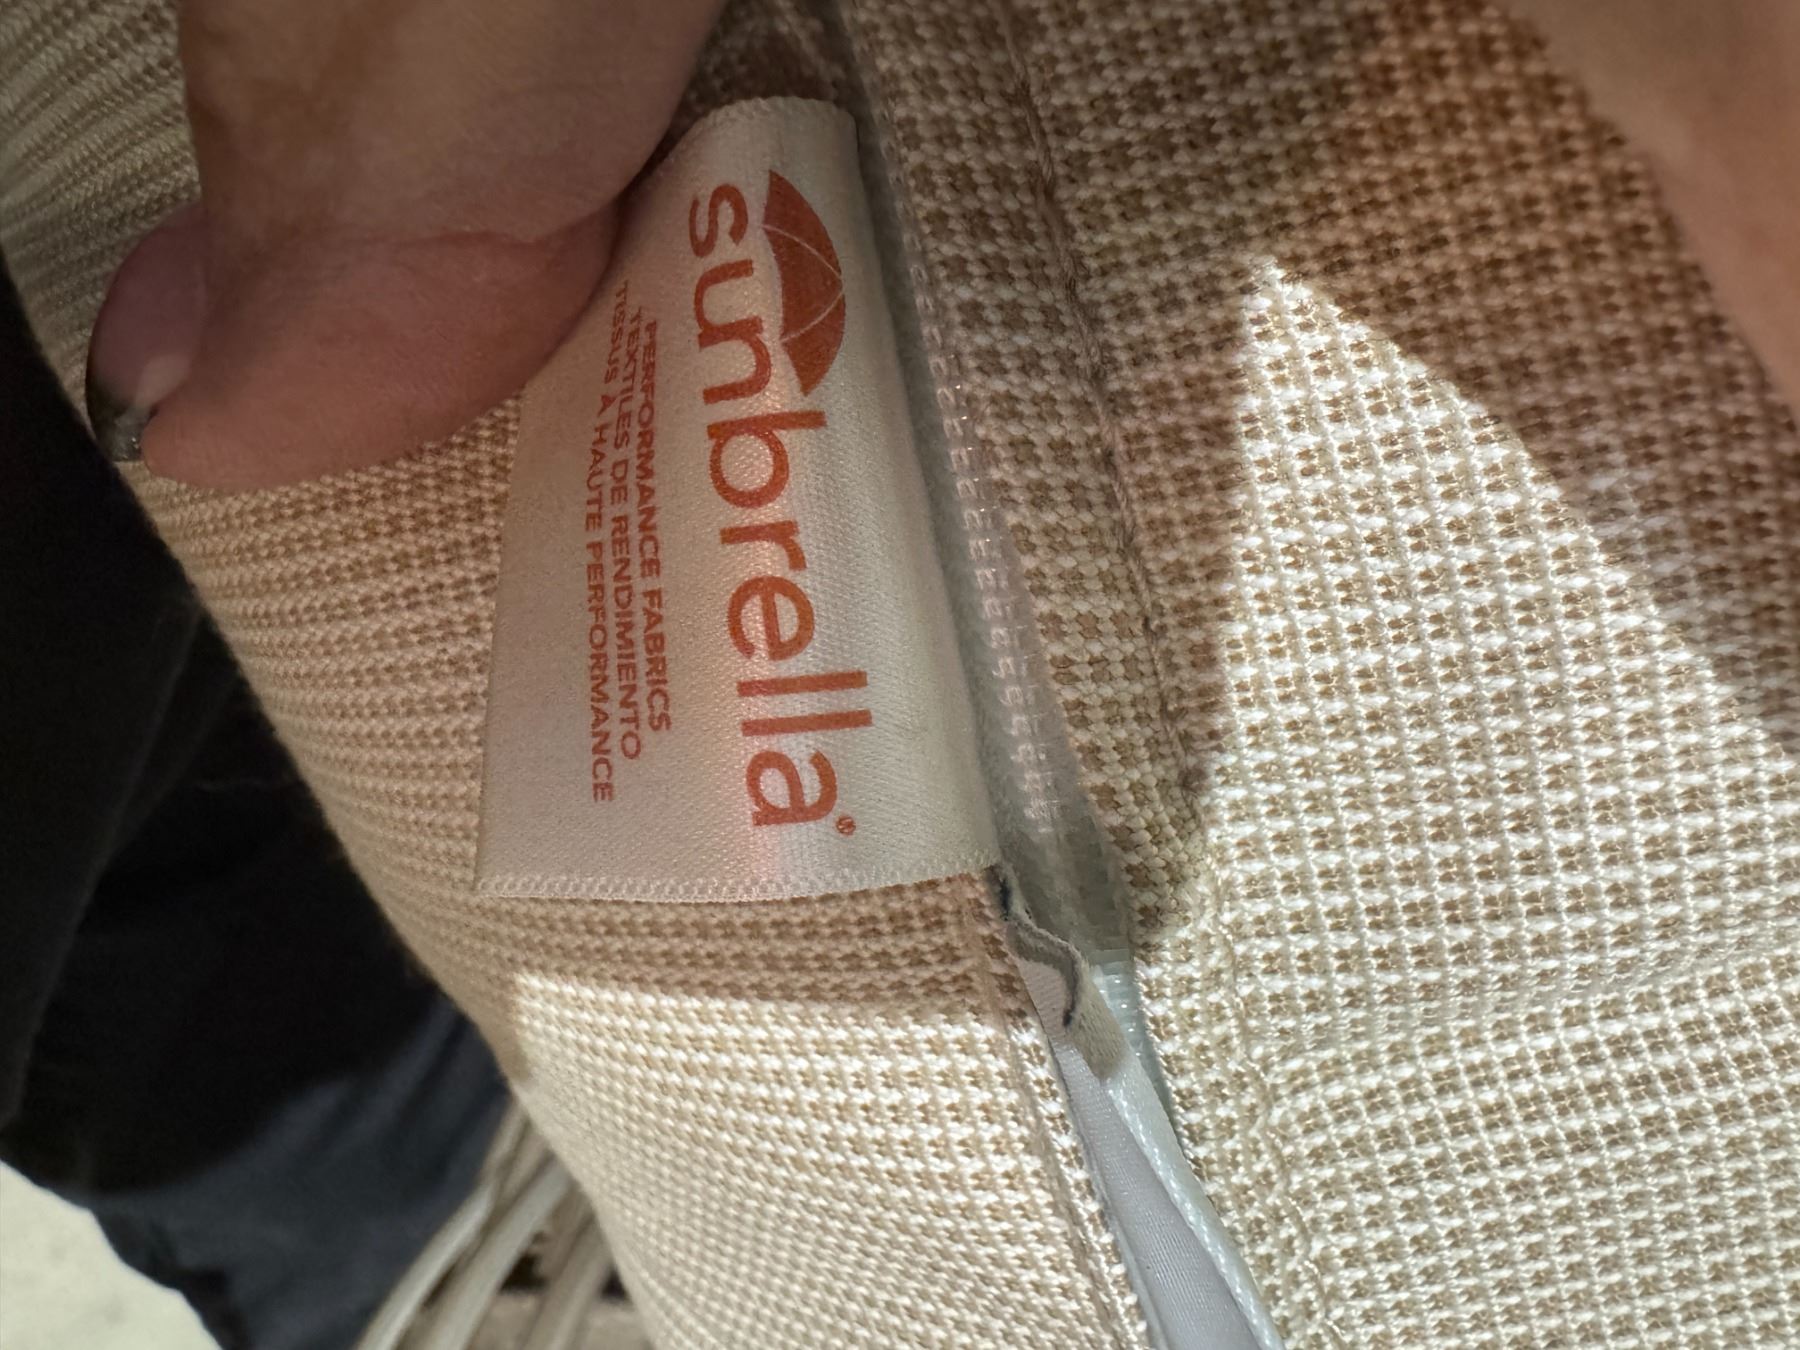 sunbrella®
PERFORMANCE FABRICS
TEXTILES DE RENDIMIENTO
TISSUS À HAUTE PERFORMANCE